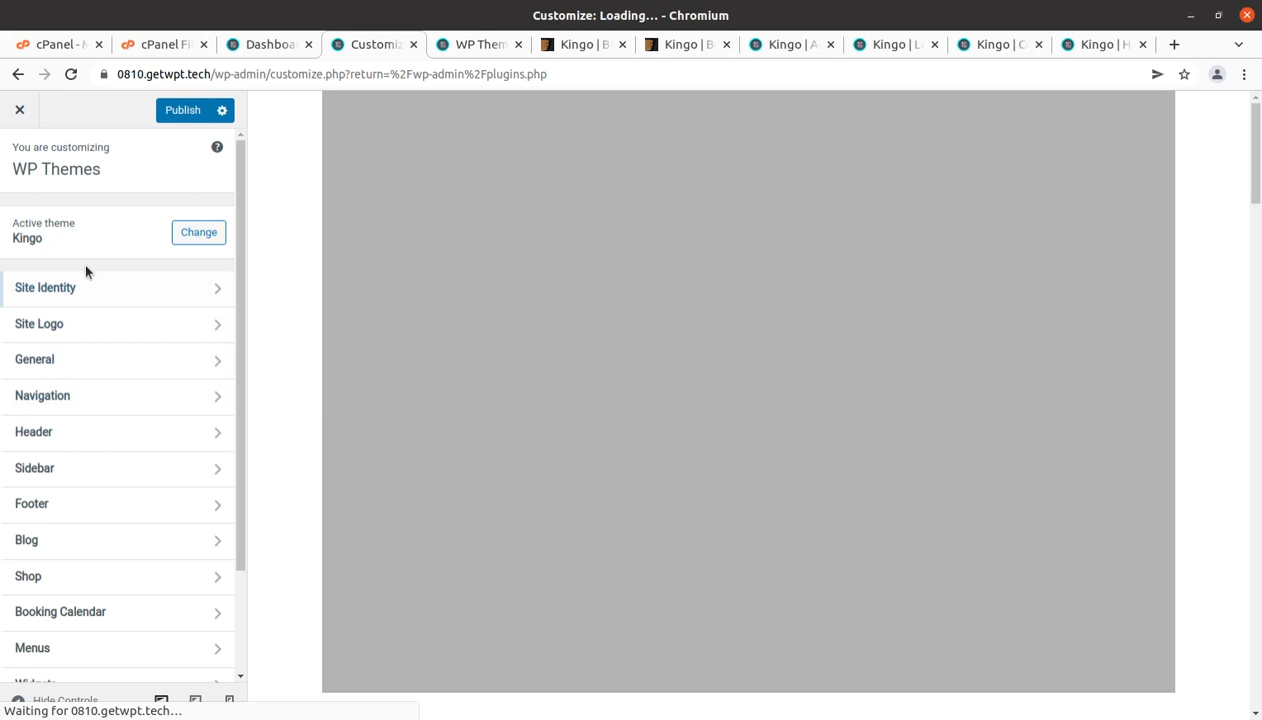 Customize: Loading… - Chromium
cPanel - N
cPanel Fi
Dashboa
Customiz
WP Them
Kingo | B
Kingo | B
Kingo | A
Kingo | L
Kingo | C
Kingo | H
0810.getwpt.tech/wp-admin/customize.php?return=%2Fwp-admin%2Fplugins.php
Publish
You are customizing
WP Themes
Active theme
Kingo
Change
Site Identity
Site Logo
General
Navigation
Header
Sidebar
Footer
Blog
Shop
Booking Calendar
Menus
Widgets
Hide Controls
Waiting for 0810.getwpt.tech…